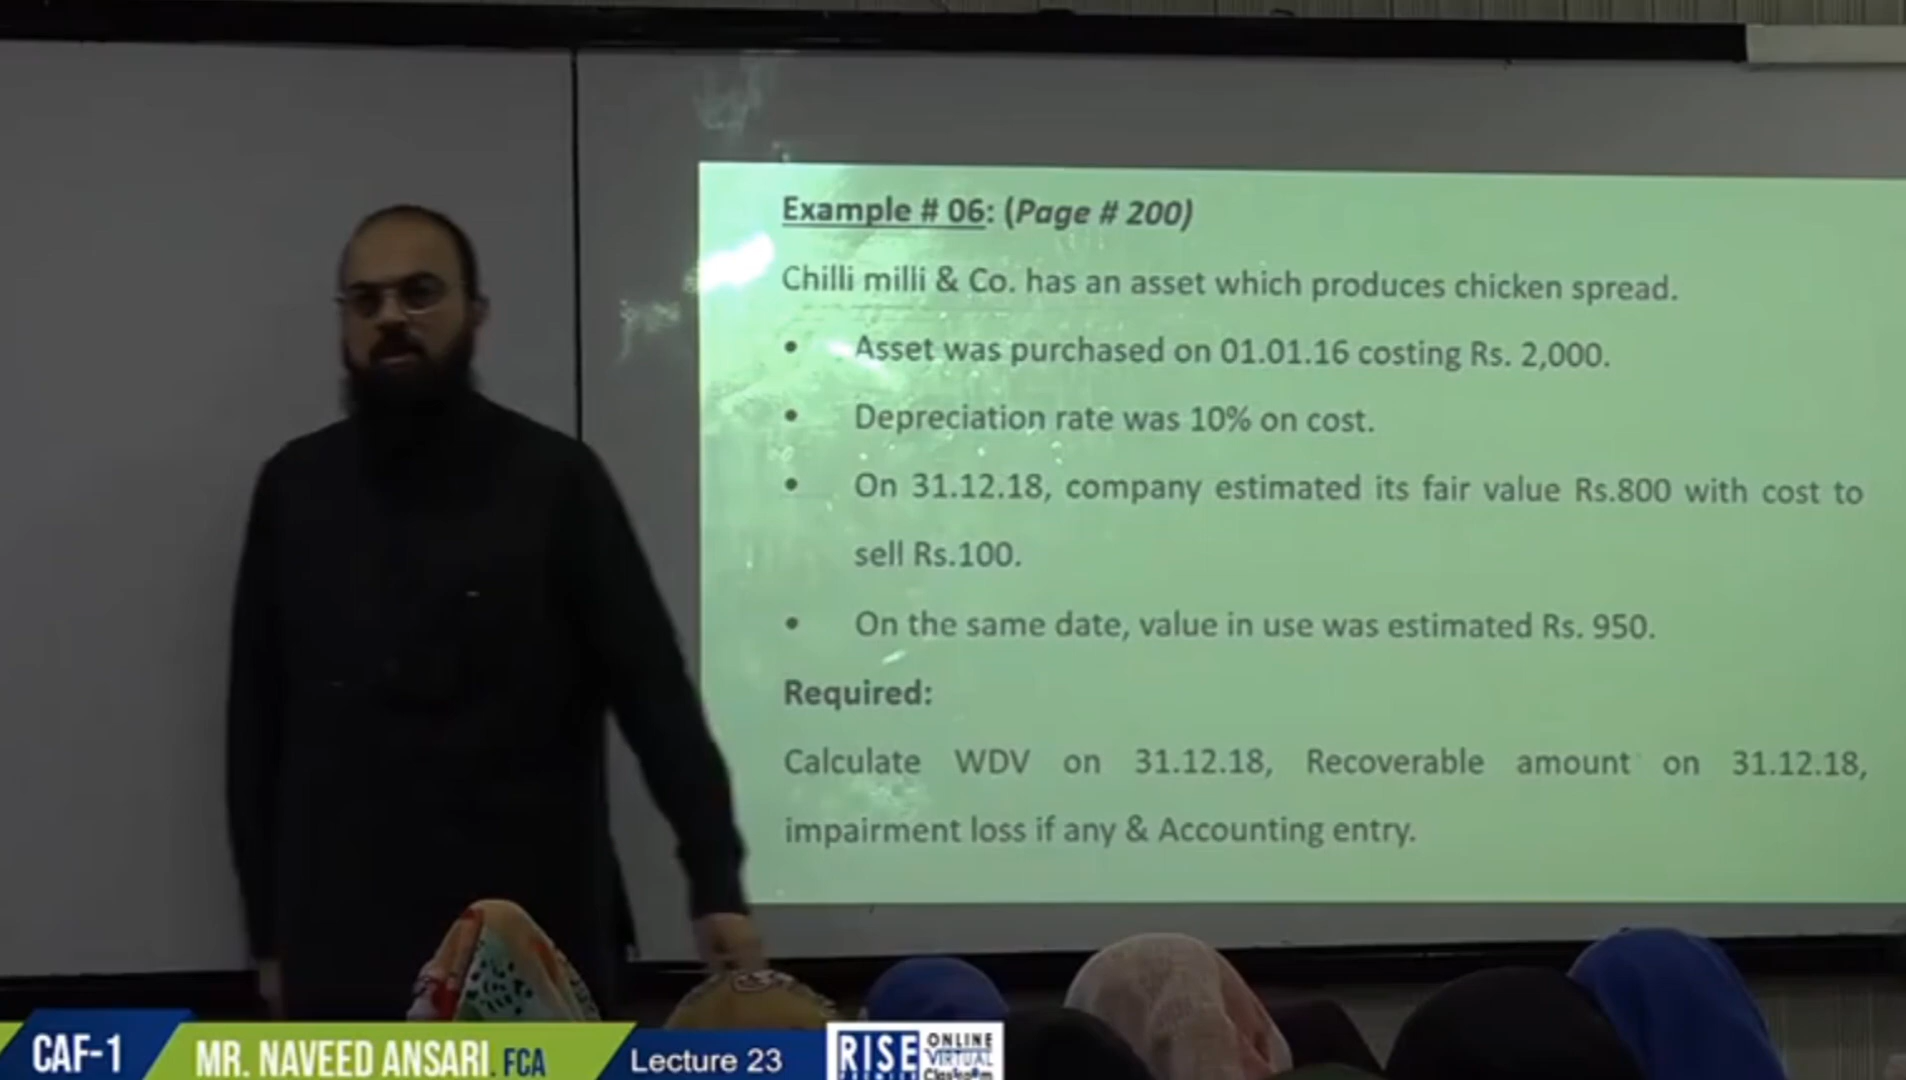 Example # 06: (Page # 200)
Chilli milli & Co. has an asset which produces chicken spread.
• Asset was purchased on 01.01.16 costing Rs. 2,000.
• Depreciation rate was 10% on cost.
• On 31.12.18, company estimated its fair value Rs.800 with cost to
sell Rs.100.
• On the same date, value in use was estimated Rs. 950.
Required:
Calculate WDV on 31.12.18, Recoverable amount on 31.12.18,
impairment loss if any & Accounting entry.
CAF-1
MR. NAVEED ANSARI. FCA
Lecture 23
RISE
PREMIER
ONLINE
VIRTUAL
Classroom